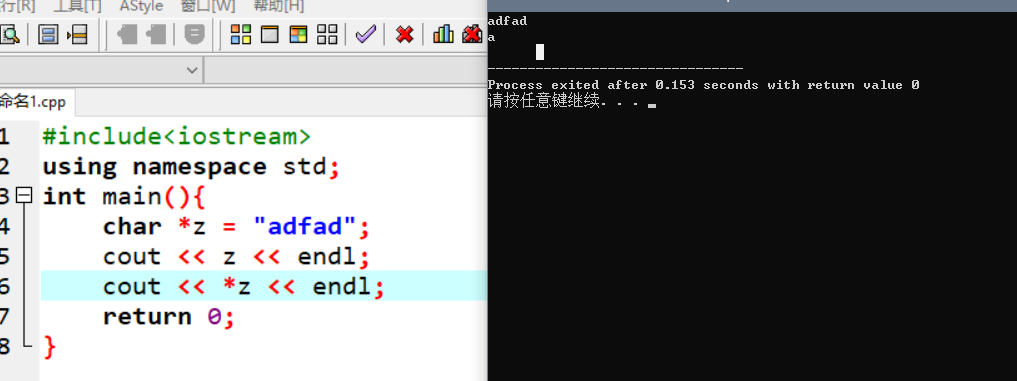 行[R] 工具[T] AStyle 窗口[W] 帮助[H]
命名1.cpp
1 #include<iostream>
2 using namespace std;
3 int main(){
4 char *z = "adfad";
5 cout << z << endl;
6 cout << *z << endl;
7 return 0;
8 }
adfad
a
--------------------------------
Process exited after 0.153 seconds with return value 0
请按任意键继续. . .